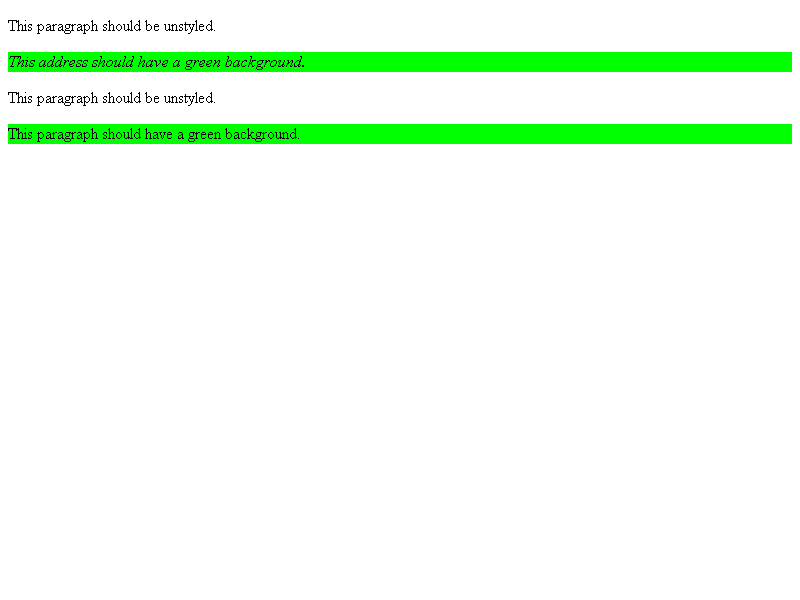 This paragraph should be unstyled.
This address should have a green background.
This paragraph should be unstyled.
This paragraph should have a green background.